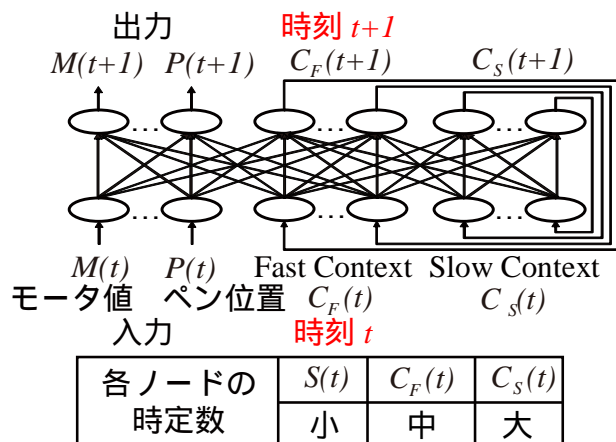 出力 時刻 t+1
M(t+1) P(t+1) C_F(t+1) C_S(t+1)
... ... ... ...
... ... ... ...
M(t) P(t) Fast Context Slow Context
モータ値 ペン位置 C_F(t) C_S(t)
入力 時刻 t
各ノードの時定数 S(t) C_F(t) C_S(t)
小 中 大